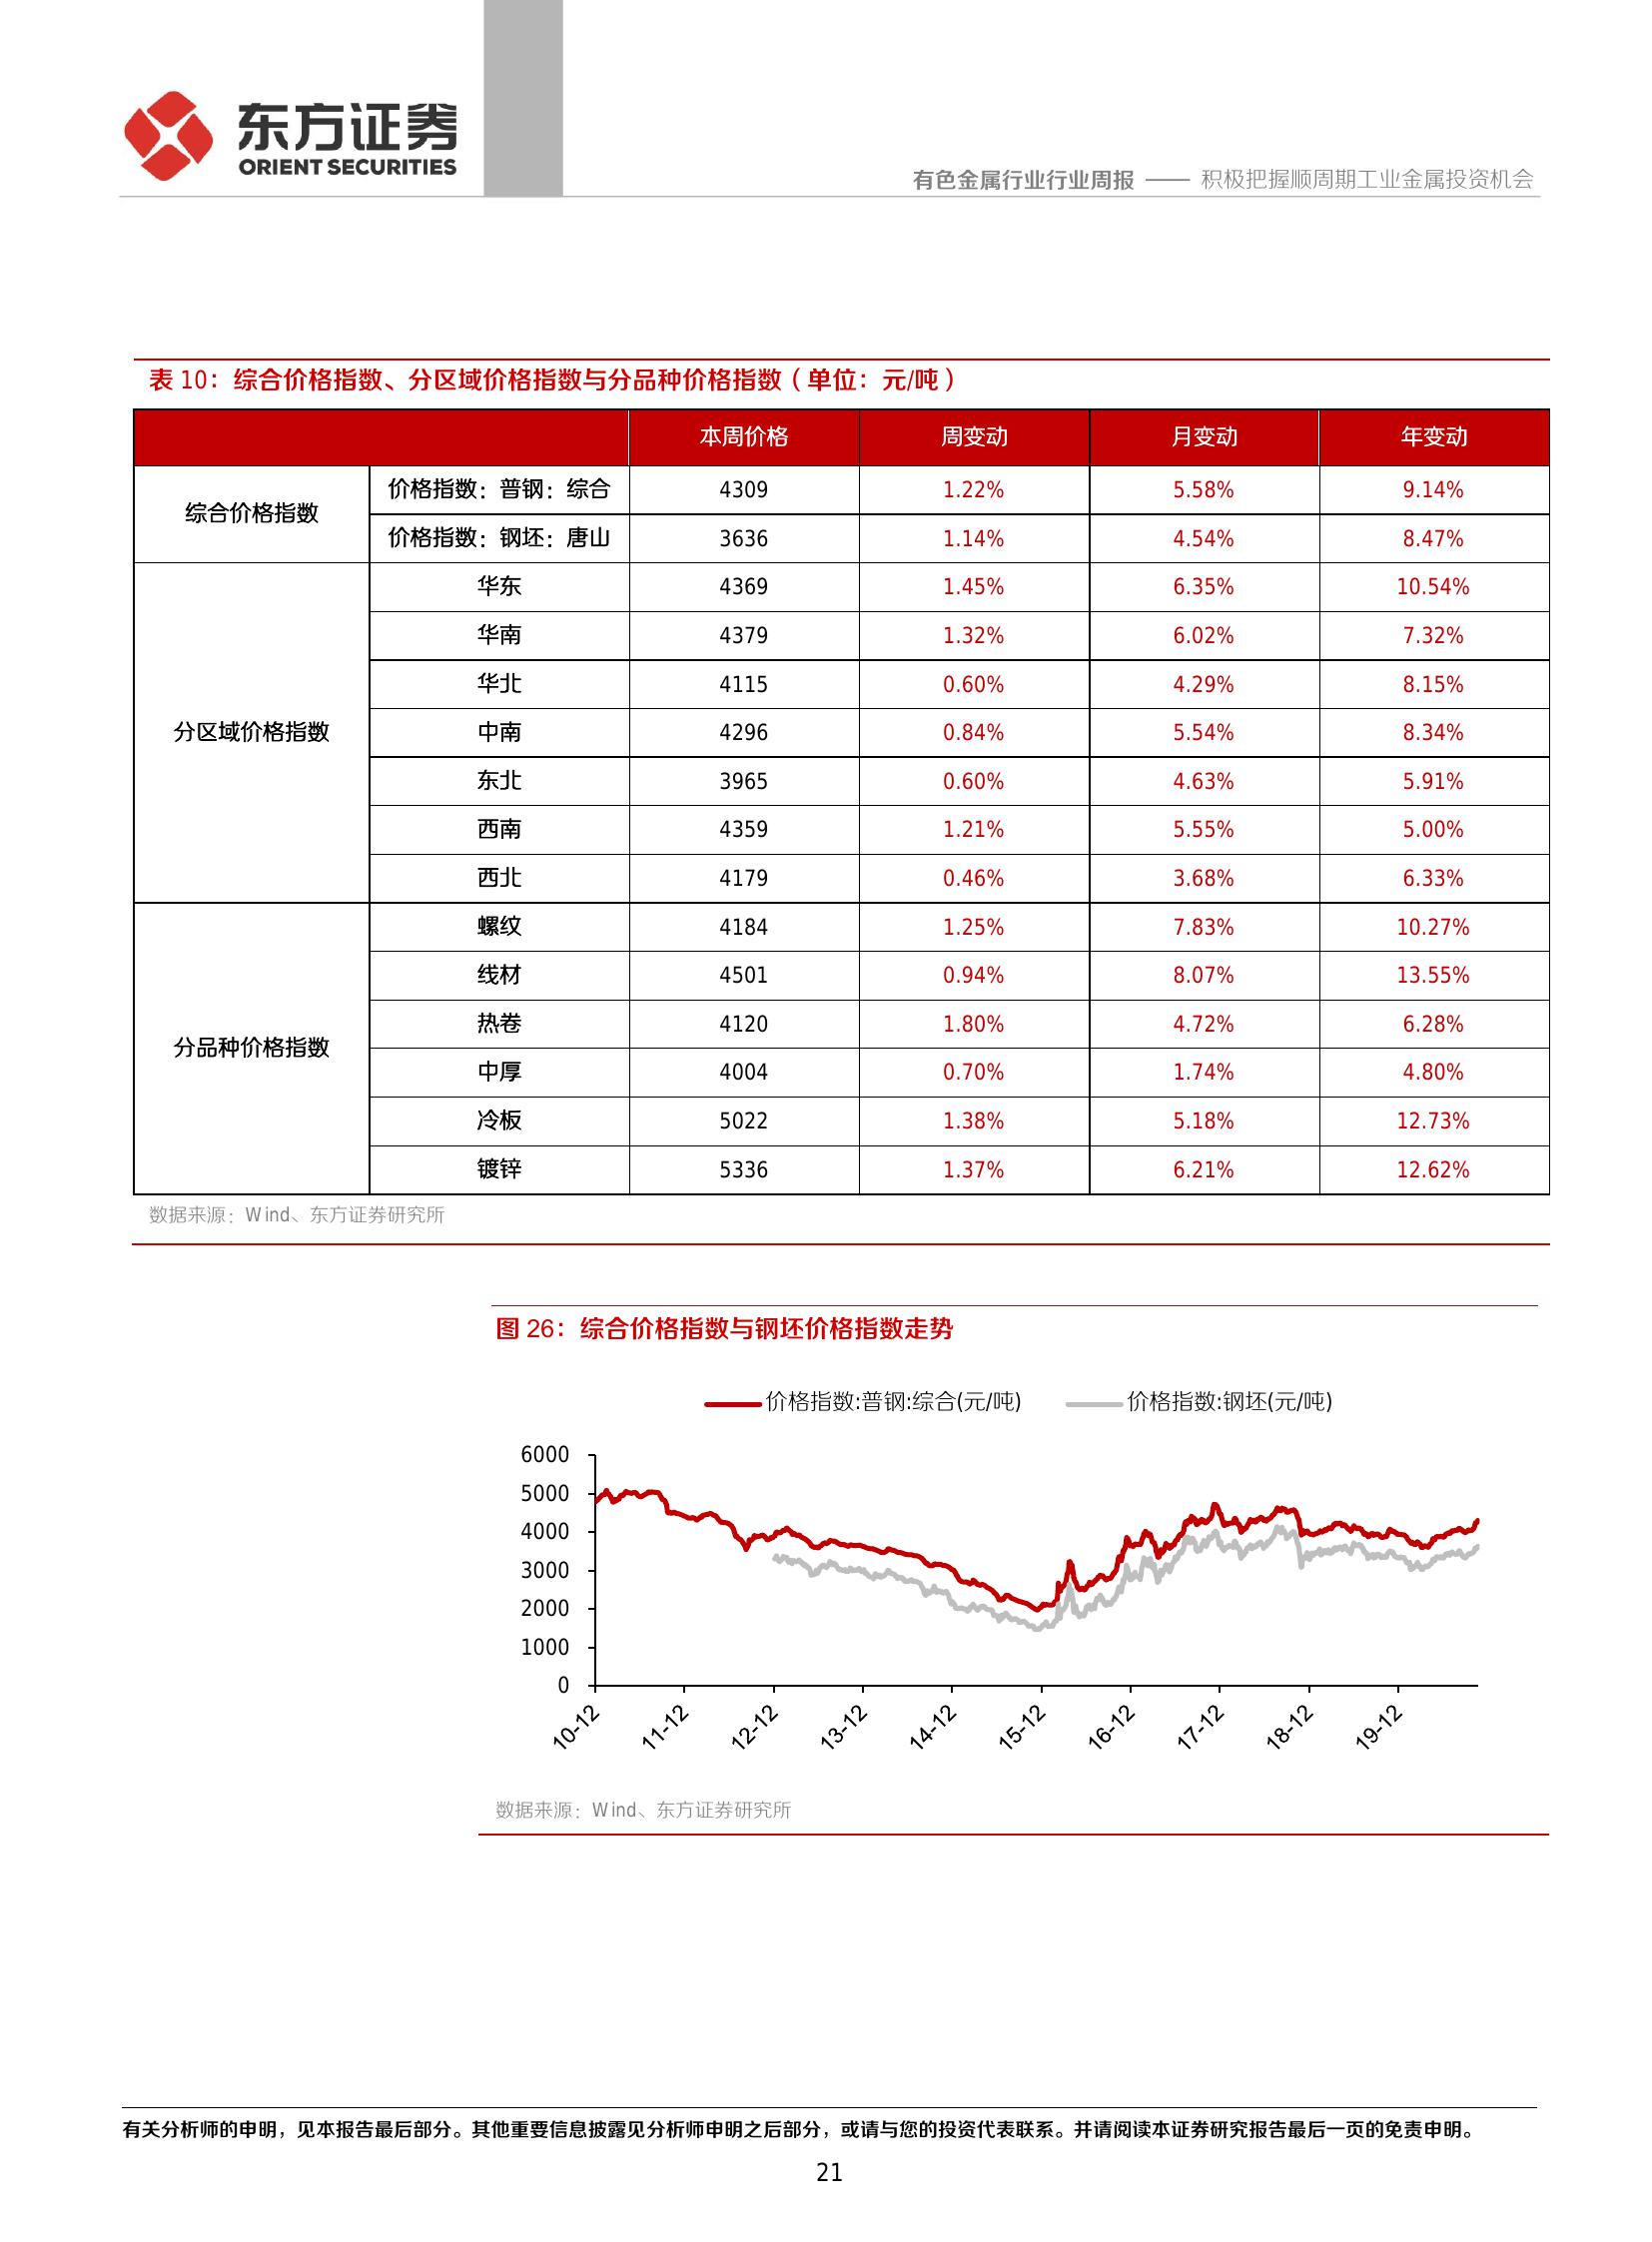 东方证券
ORIENT SECURITIES
有色金属行业行业周报 —— 积极把握顺周期工业金属投资机会
表 10：综合价格指数、分区域价格指数与分品种价格指数（单位：元/吨）
本周价格 周变动 月变动 年变动
综合价格指数
价格指数：普钢：综合 4309 1.22% 5.58% 9.14%
价格指数：钢坯：唐山 3636 1.14% 4.54% 8.47%
分区域价格指数
华东 4369 1.45% 6.35% 10.54%
华南 4379 1.32% 6.02% 7.32%
华北 4115 0.60% 4.29% 8.15%
中南 4296 0.84% 5.54% 8.34%
东北 3965 0.60% 4.63% 5.91%
西南 4359 1.21% 5.55% 5.00%
西北 4179 0.46% 3.68% 6.33%
分品种价格指数
螺纹 4184 1.25% 7.83% 10.27%
线材 4501 0.94% 8.07% 13.55%
热卷 4120 1.80% 4.72% 6.28%
中厚 4004 0.70% 1.74% 4.80%
冷板 5022 1.38% 5.18% 12.73%
镀锌 5336 1.37% 6.21% 12.62%
数据来源：Wind、东方证券研究所
图 26：综合价格指数与钢坯价格指数走势
价格指数:普钢:综合(元/吨) 价格指数:钢坯(元/吨)
6000
5000
4000
3000
2000
1000
0
10-12 11-12 12-12 13-12 14-12 15-12 16-12 17-12 18-12 19-12
数据来源：Wind、东方证券研究所
有关分析师的申明，见本报告最后部分。其他重要信息披露见分析师申明之后部分，或请与您的投资代表联系。并请阅读本证券研究报告最后一页的免责申明。
21